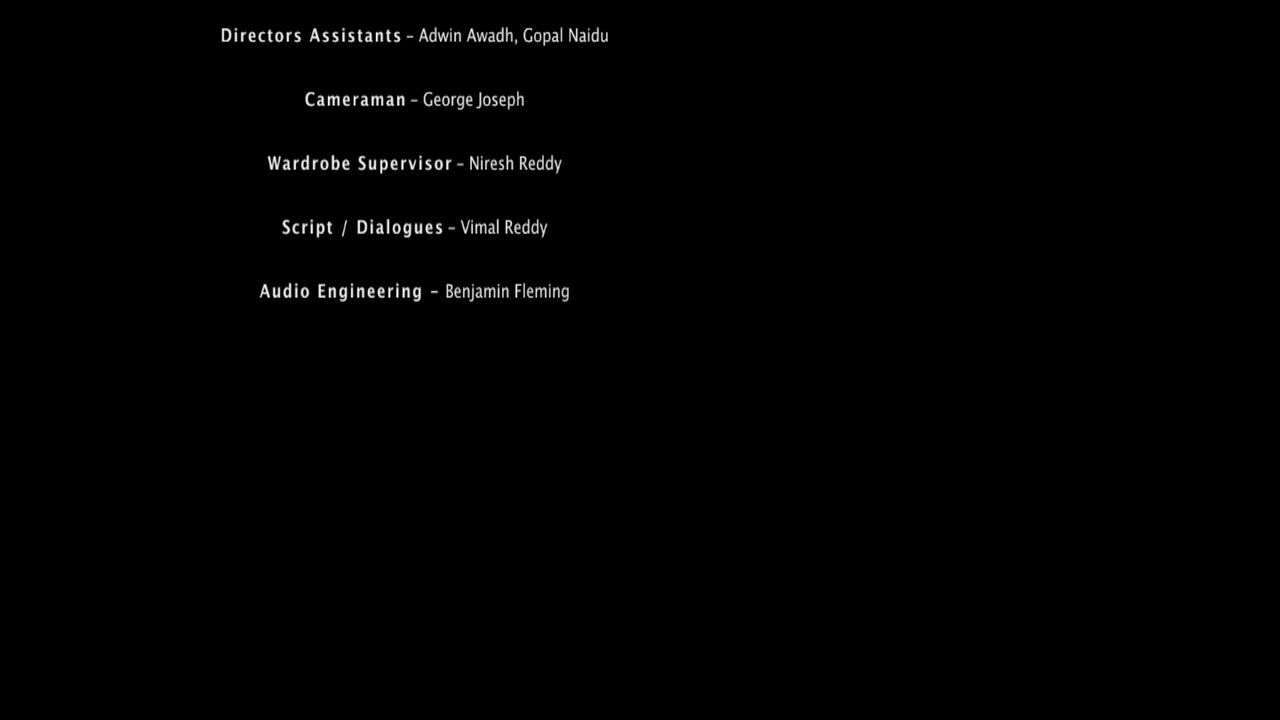 Directors Assistants – Adwin Awadh, Gopal Naidu
Cameraman – George Joseph
Wardrobe Supervisor – Niresh Reddy
Script / Dialogues – Vimal Reddy
Audio Engineering – Benjamin Fleming